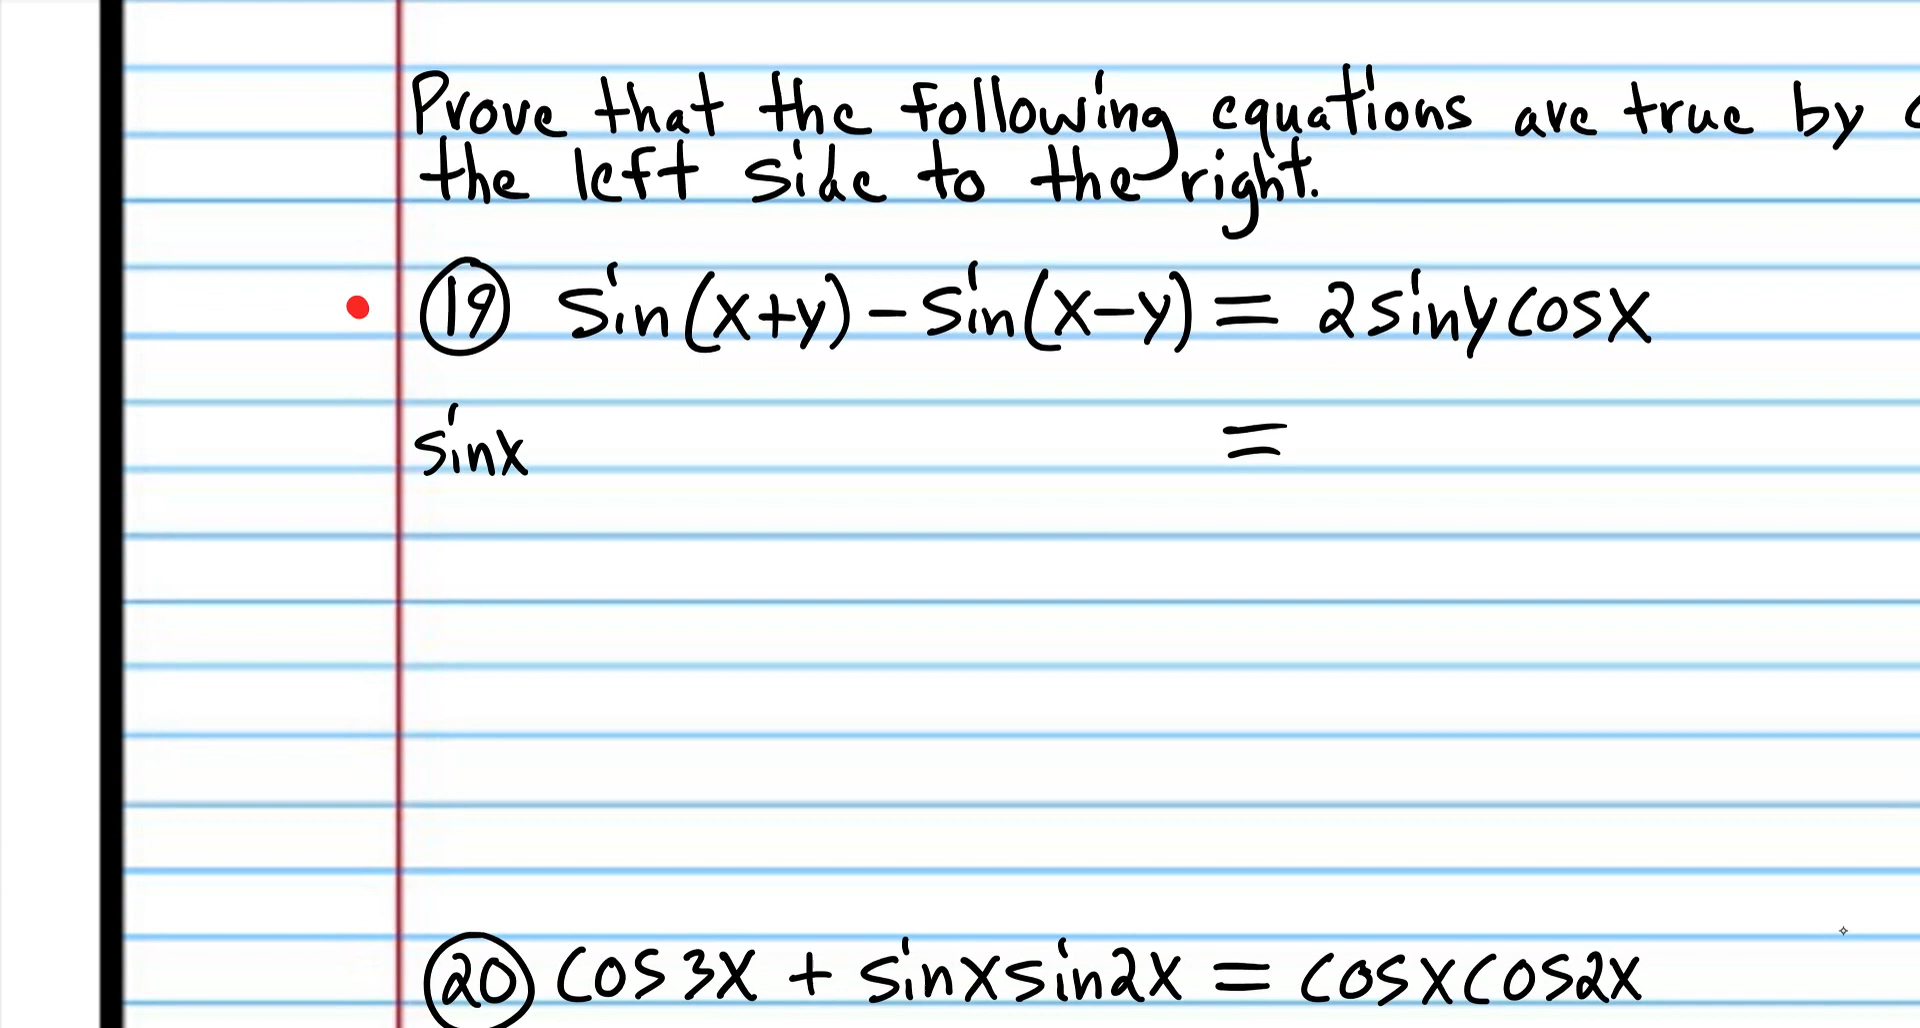 Prove that the following equations are true by
the left side to the right.
19 sin(x+y)-sin(x-y) = 2sinycosx
sinx =
20 cos3x + sinxsin2x = cosxcos2x